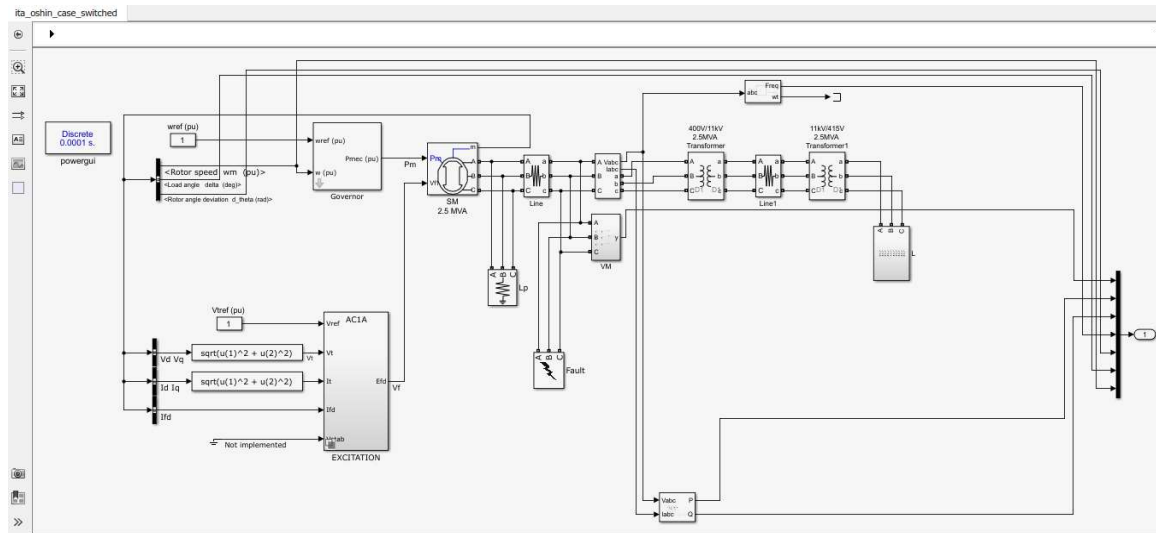 ita_oshin_case_switched
Discrete
0.0001 s.
powergui
wref (pu)
1
wref (pu)
w (pu)
Pmec (pu)
Governor
<Rotor speed wm (pu)>
<Load angle delta (deg)>
<Rotor angle deviation d_theta (rad)>
Pm
Pm
m
A
B
C
SM
2.5 MVA
A a
B b
C c
Line
A Vabc
Iabc
B a
b
C c
abc
Freq
wt
400V/11kV
2.5MVA
Transformer
A a
B b
C c
A a
B b
C c
Line1
11kV/415V
2.5MVA
Transformer1
A a
B b
C c
A B C
L
A
B
C
y
VM
A B C
Lp
A B C
Fault
Vtref (pu)
1
AC1A
Vref
Vt
It
Ifd
Efd
Vf
EXCITATION
Vd Vq
sqrt(u(1)^2 + u(2)^2)
Vt
Id Iq
sqrt(u(1)^2 + u(2)^2)
Ifd
Not implemented
Vabc P
Iabc Q
1